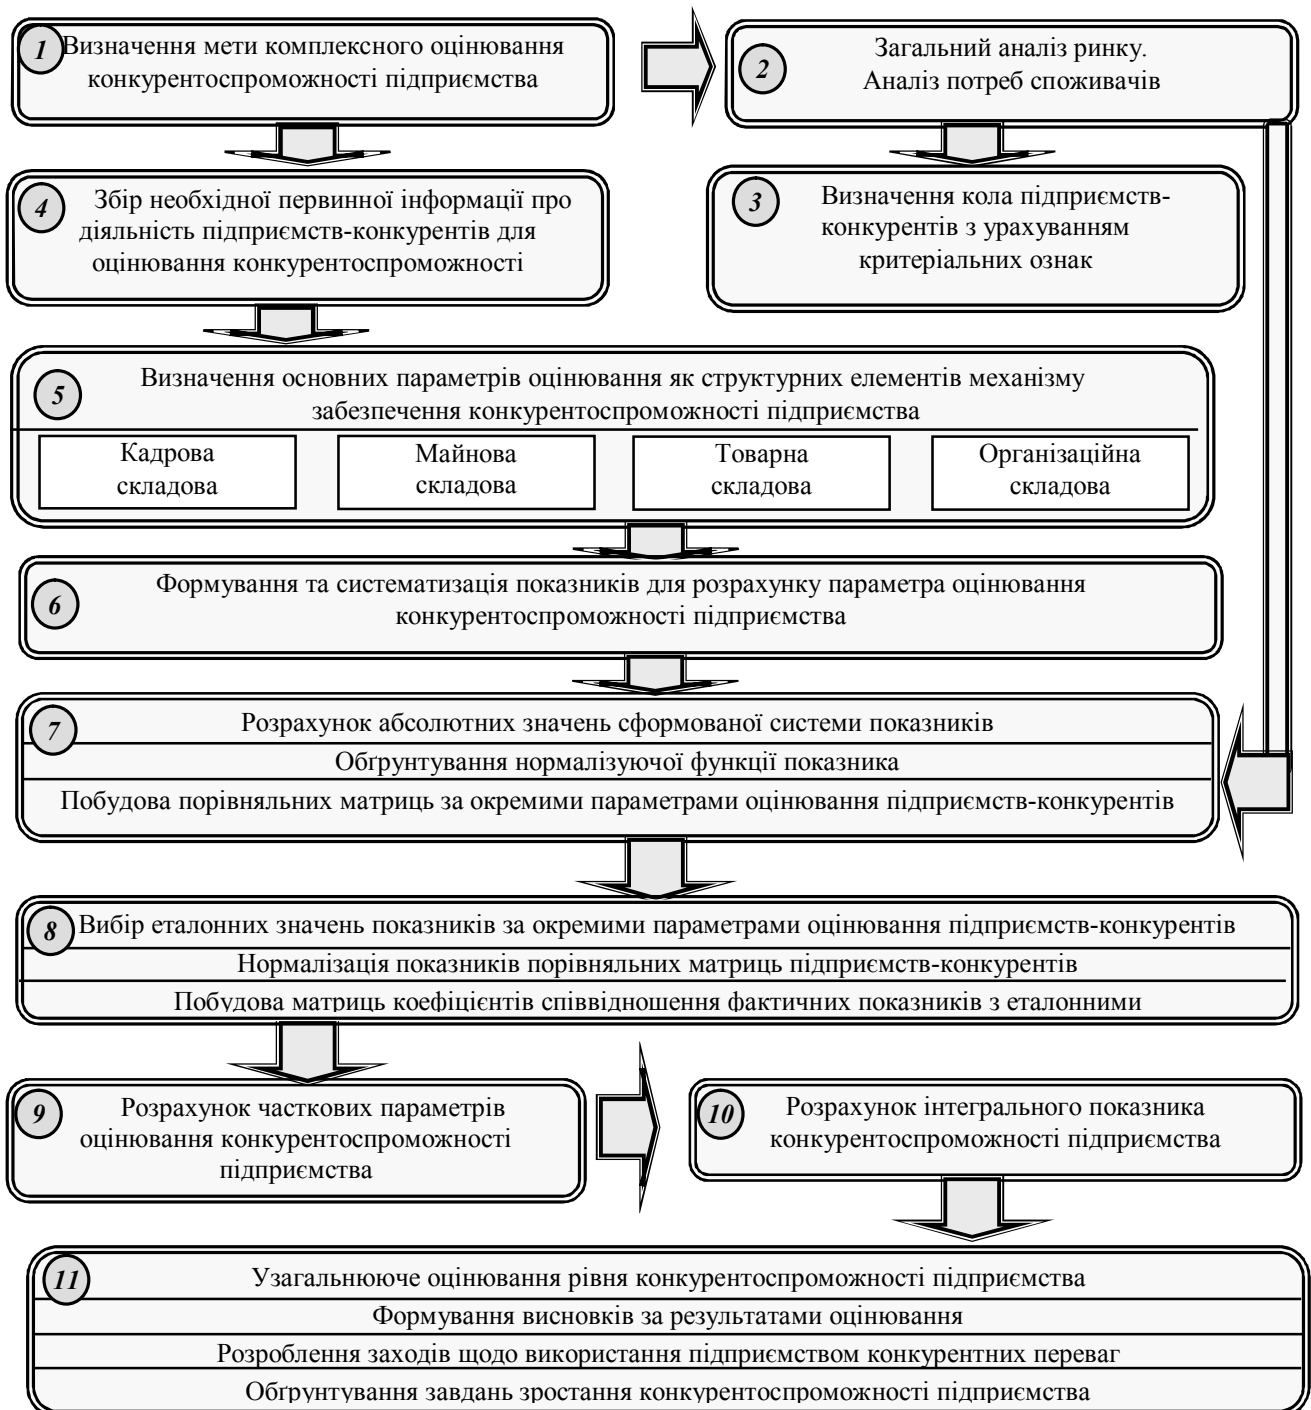 1
Визначення мети комплексного оцінювання
конкурентоспроможності підприємства
2
Загальний аналіз ринку.
Аналіз потреб споживачів
3
Визначення кола підприємств-
конкурентів з урахуванням
критеріальних ознак
4
Збір необхідної первинної інформації про
діяльність підприємств-конкурентів для
оцінювання конкурентоспроможності
5
Визначення основних параметрів оцінювання як структурних елементів механізму
забезпечення конкурентоспроможності підприємства
Кадрова
складова
Майнова
складова
Товарна
складова
Організаційна
складова
6
Формування та систематизація показників для розрахунку параметра оцінювання
конкурентоспроможності підприємства
7
Розрахунок абсолютних значень сформованої системи показників
Обґрунтування нормалізуючої функції показника
Побудова порівняльних матриць за окремими параметрами оцінювання підприємств-конкурентів
8
Вибір еталонних значень показників за окремими параметрами оцінювання підприємств-конкурентів
Нормалізація показників порівняльних матриць підприємств-конкурентів
Побудова матриць коефіцієнтів співвідношення фактичних показників з еталонними
9
Розрахунок часткових параметрів
оцінювання конкурентоспроможності
підприємства
10
Розрахунок інтегрального показника
конкурентоспроможності підприємства
11
Узагальнююче оцінювання рівня конкурентоспроможності підприємства
Формування висновків за результатами оцінювання
Розроблення заходів щодо використання підприємством конкурентних переваг
Обґрунтування завдань зростання конкурентоспроможності підприємства